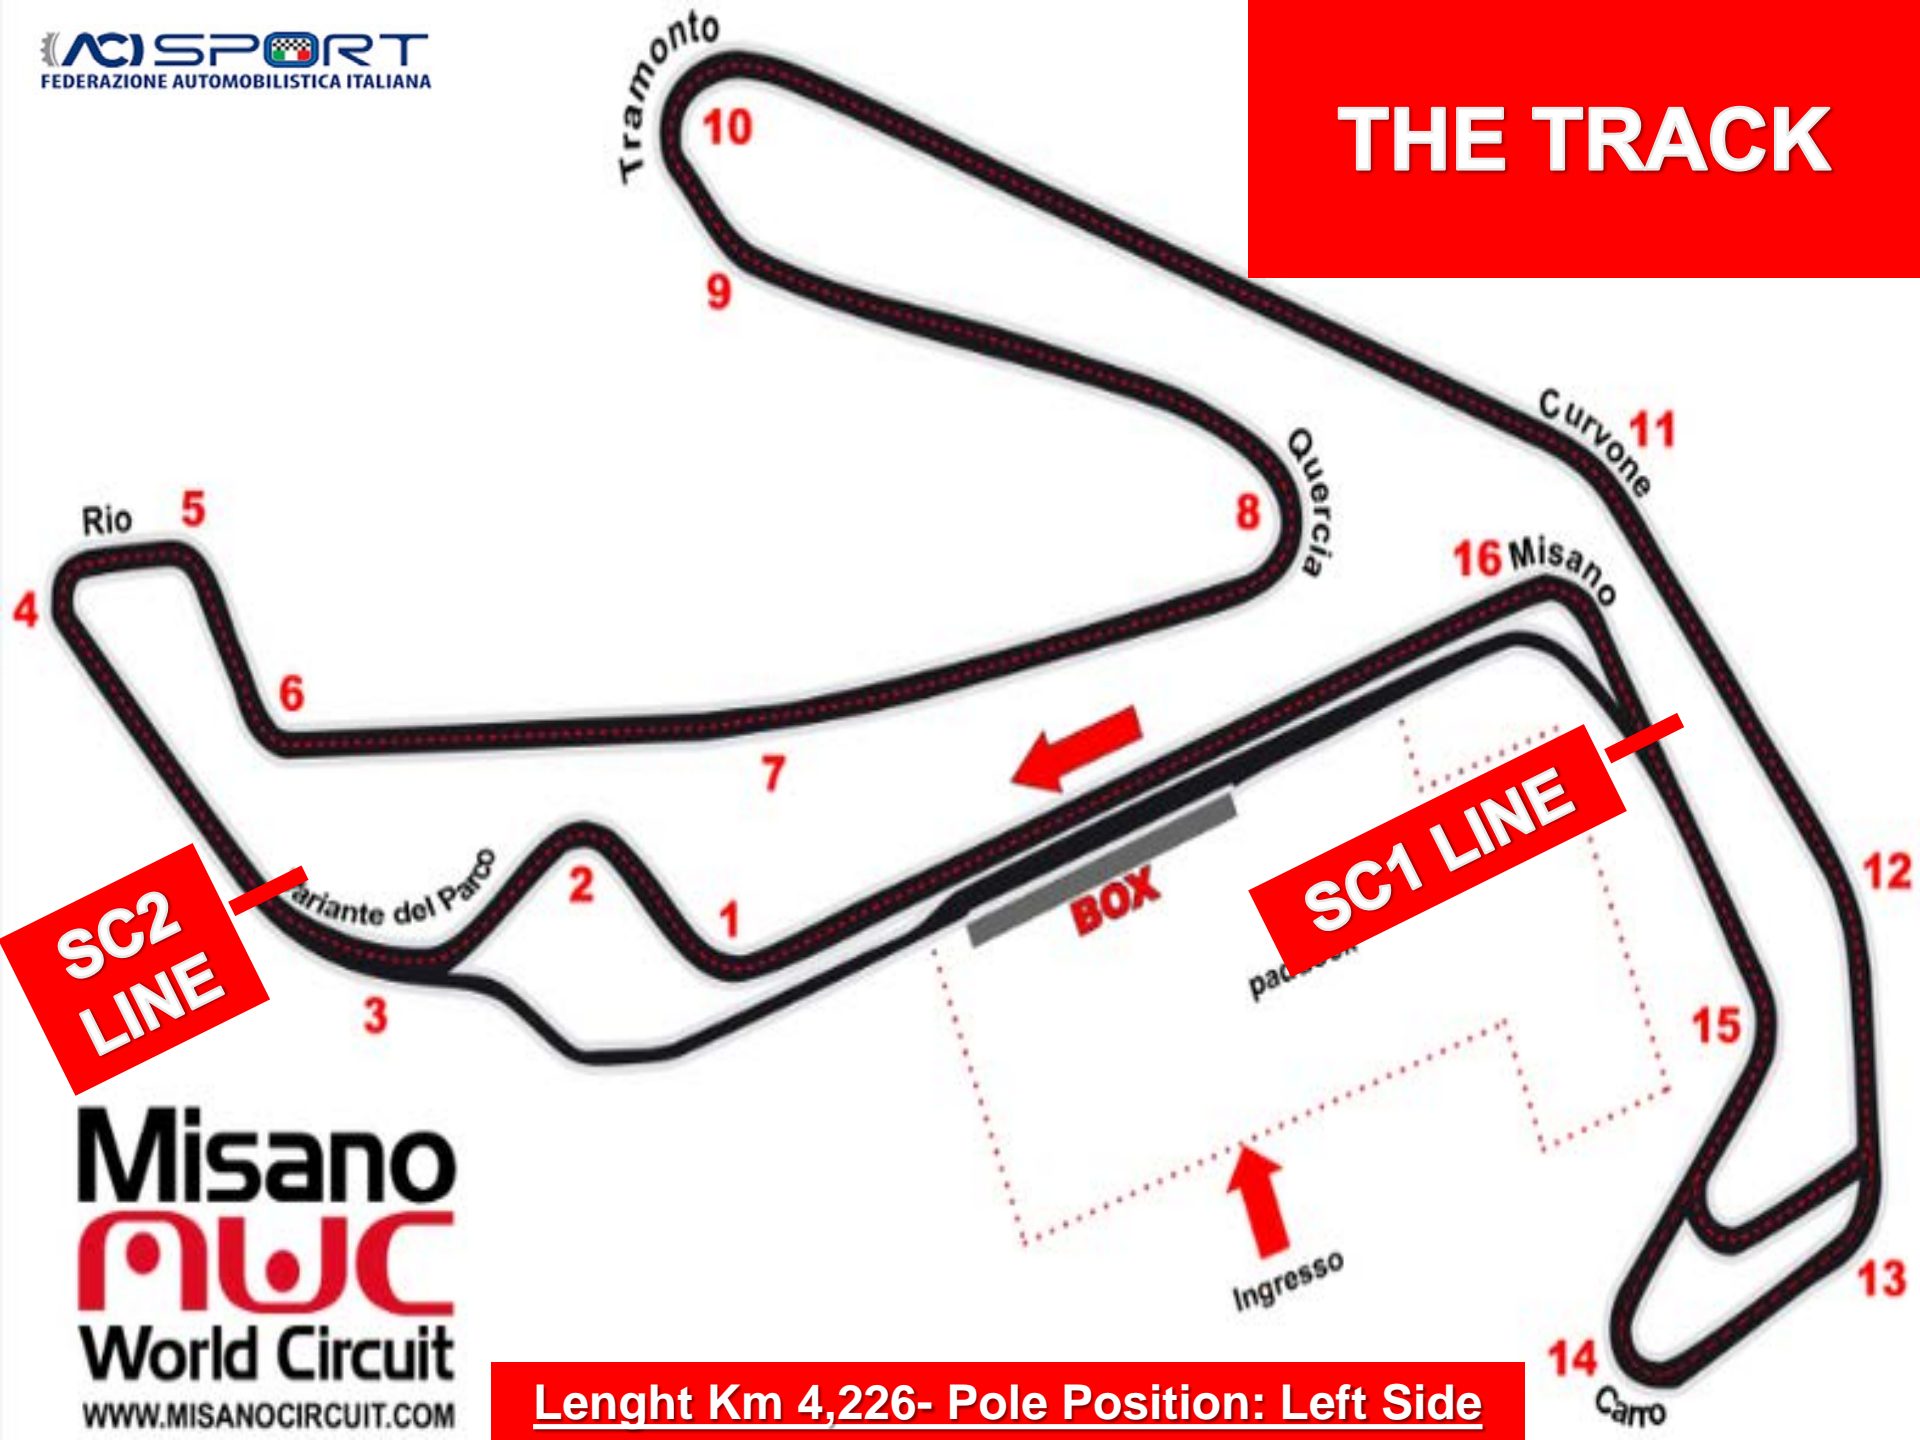 ACI SPORT
FEDERAZIONE AUTOMOBILISTICA ITALIANA
THE TRACK
Tramonto
10
9
Curvone
11
Quercia
8
16
Misano
Rio
5
4
6
7
SC1 LINE
12
Variante del Parco
2
1
BOX
SC2
LINE
3
15
Misano
MWC
World Circuit
WWW.MISANOCIRCUIT.COM
Ingresso
13
14
Carro
Lenght Km 4,226- Pole Position: Left Side